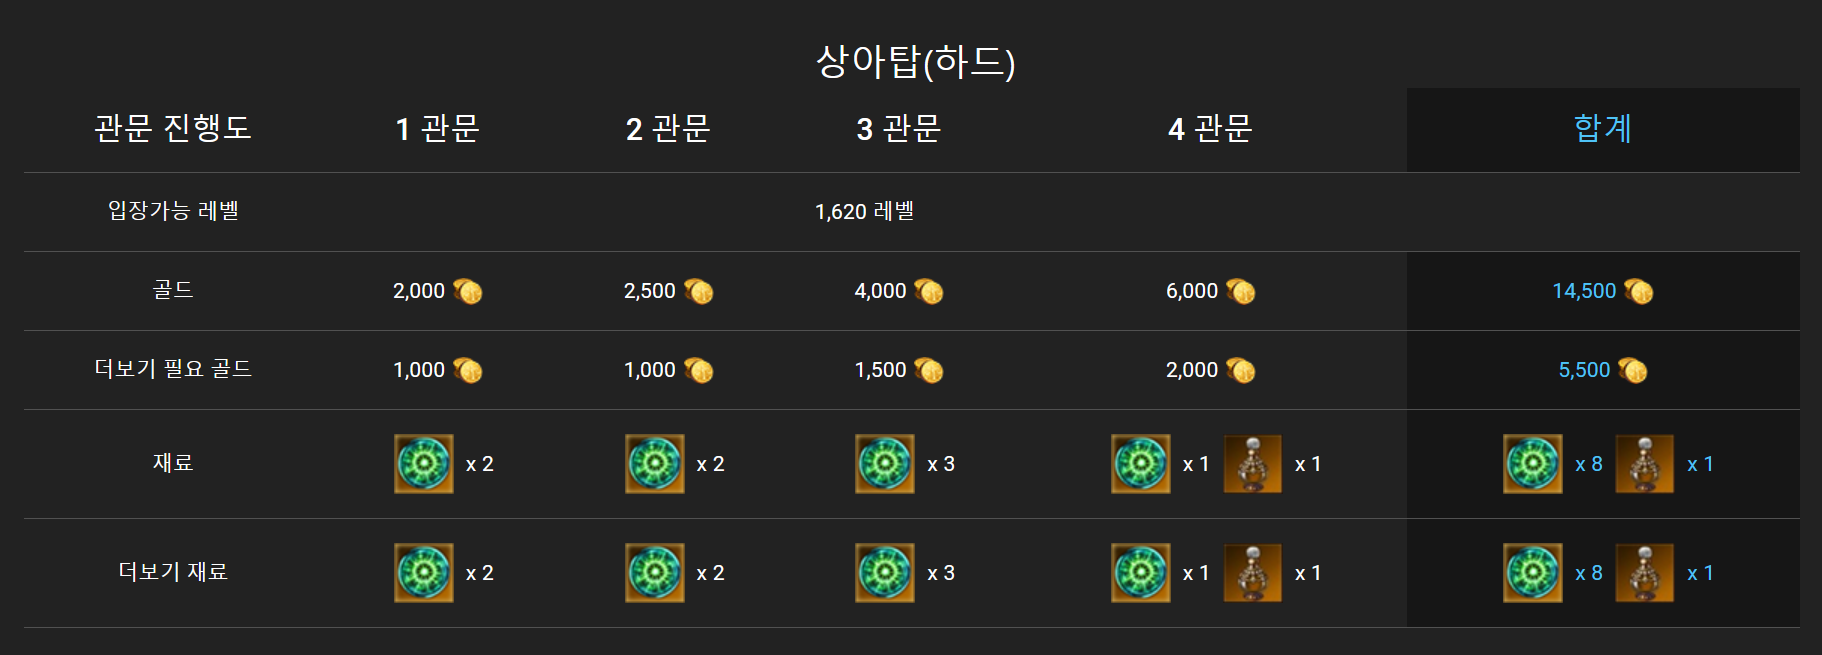 상아탑(하드)
관문 진행도 1 관문 2 관문 3 관문 4 관문 합계
입장가능 레벨 1,620 레벨
골드 2,000 2,500 4,000 6,000 14,500
더보기 필요 골드 1,000 1,000 1,500 2,000 5,500
재료 x 2 x 2 x 3 x 1 x 1 x 8 x 1
더보기 재료 x 2 x 2 x 3 x 1 x 1 x 8 x 1